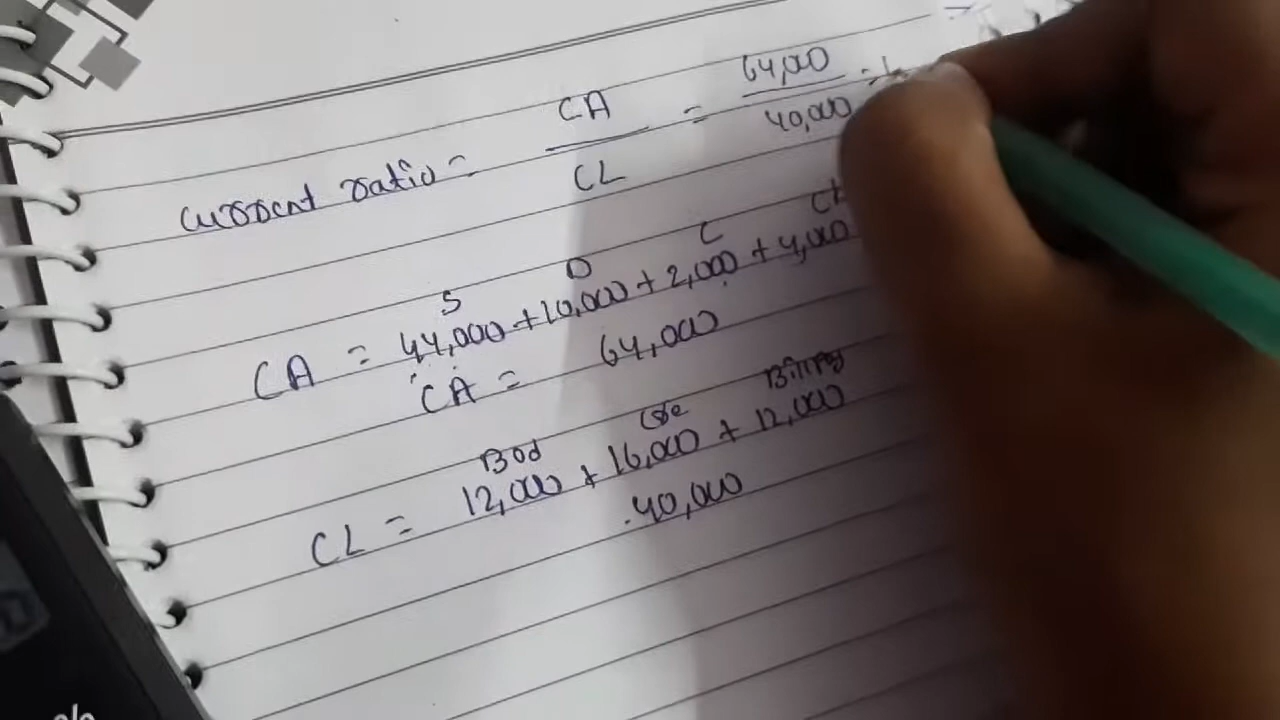 Current ratio = CA / CL = 64,000 / 40,000
S D C
CA = 44,000 + 10,000 + 2,000 + 4,000
CA = 64,000
Bod Cre
CL = 12,000 + 16,000 + 12,000
40,000
%